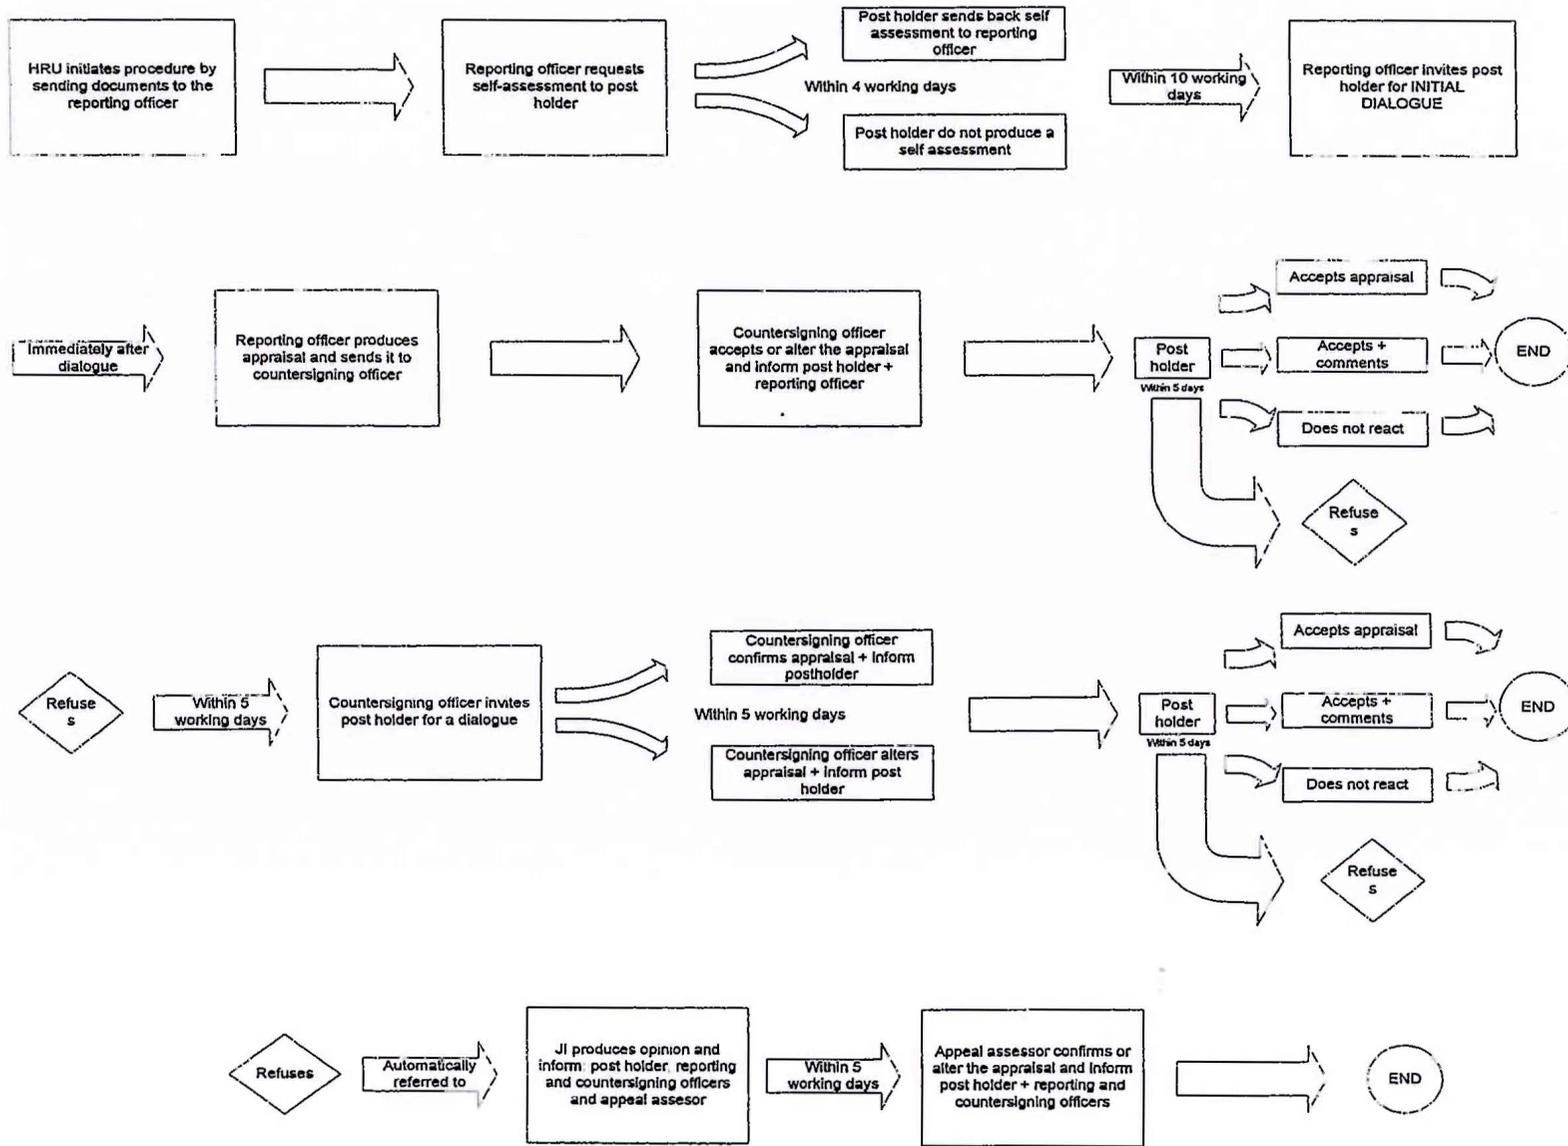 HRU initiates procedure by
sending documents to the
reporting officer
Reporting officer requests
self-assessment to post
holder
Post holder sends back self
assessment to reporting
officer
Within 4 working days
Post holder do not produce a
self assessment
Within 10 working
days
Reporting officer invites post
holder for INITIAL
DIALOGUE
Immediately after
dialogue
Reporting officer produces
appraisal and sends it to
countersigning officer
Countersigning officer
accepts or alter the appraisal
and inform post holder +
reporting officer
Post
holder
Within 5 days
Accepts appraisal
Accepts +
comments
Does not react
END
Refuse
s
Refuse
s
Within 5
working days
Countersigning officer invites
post holder for a dialogue
Countersigning officer
confirms appraisal + inform
postholder
Within 5 working days
Countersigning officer alters
appraisal + inform post
holder
Post
holder
Within 5 days
Accepts appraisal
Accepts +
comments
Does not react
END
Refuse
s
Refuses
Automatically
referred to
JI produces opinion and
inform: post holder, reporting
and countersigning officers
and appeal assesor
Within 5
working days
Appeal assessor confirms or
alter the appraisal and inform
post holder + reporting and
countersigning officers
END